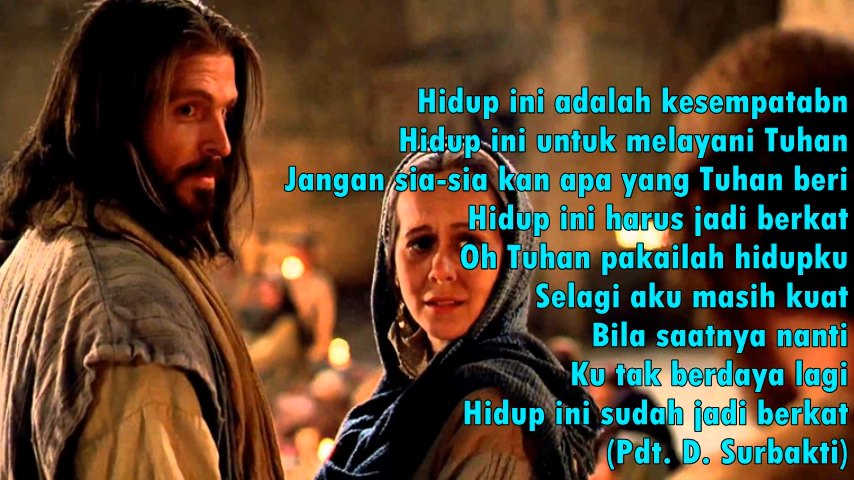 Hidup ini adalah kesempatabn
Hidup ini untuk melayani Tuhan
Jangan sia-sia kan apa yang Tuhan beri
Hidup ini harus jadi berkat
Oh Tuhan pakailah hidupku
Selagi aku masih kuat
Bila saatnya nanti
Ku tak berdaya lagi
Hidup ini sudah jadi berkat
(Pdt. D. Surbakti)